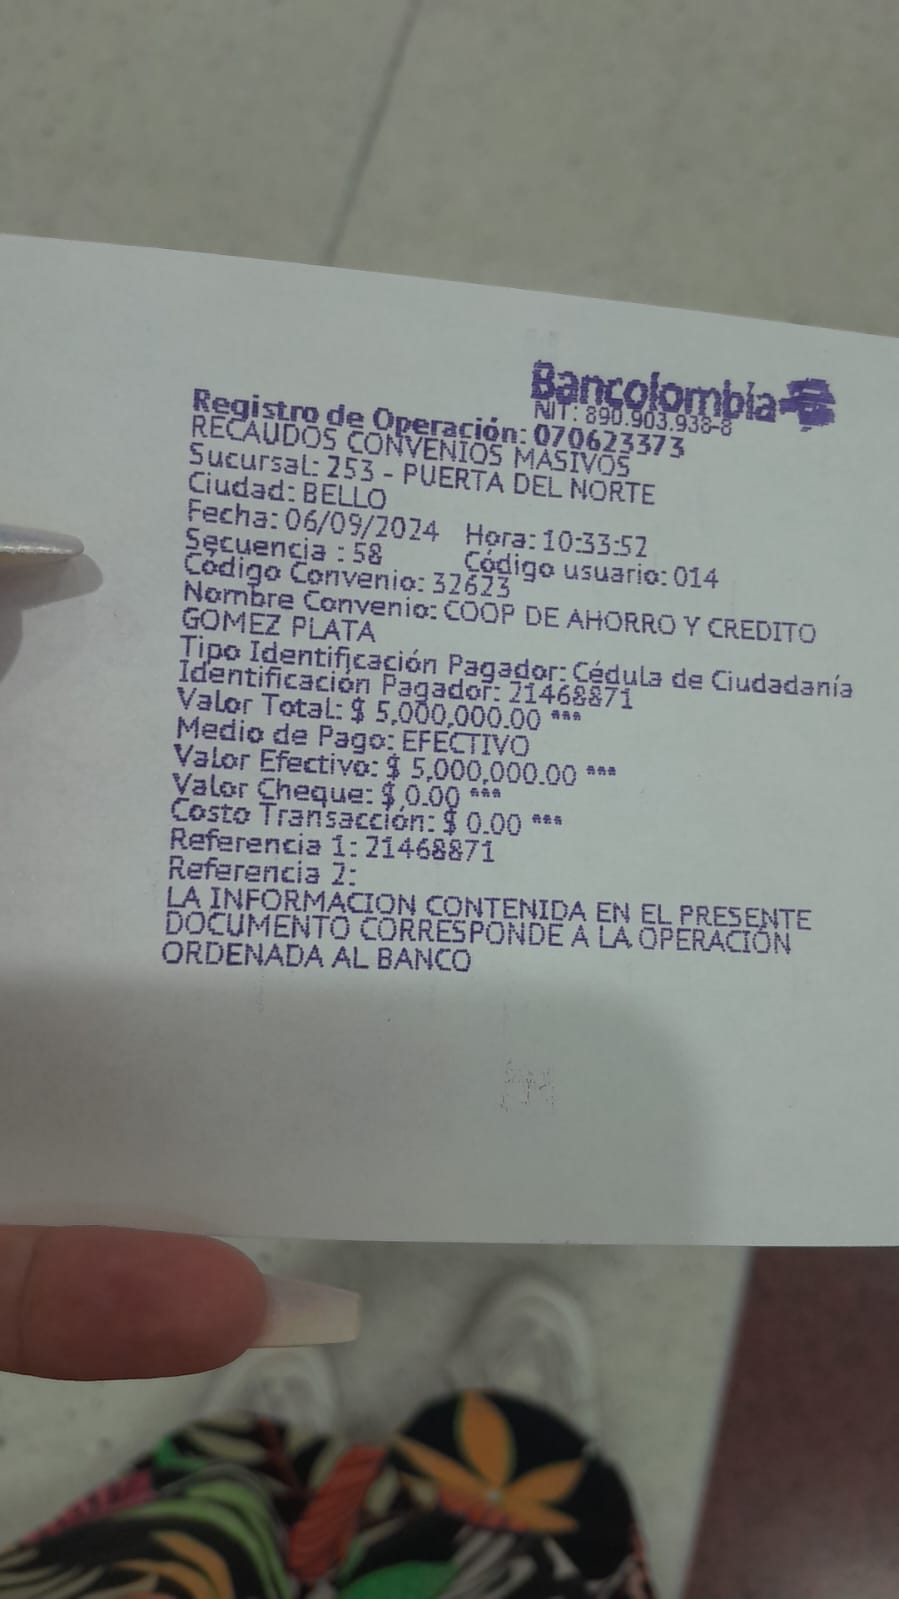 Bancolombia
NIT: 890.903.938-8
Registro de Operación: 070623373
RECAUDOS CONVENIOS MASIVOS
Sucursal: 253 - PUERTA DEL NORTE
Ciudad: BELLO
Fecha: 06/09/2024 Hora: 10:33:52
Secuencia : 58 Código usuario: 014
Código Convenio: 32623
Nombre Convenio: COOP DE AHORRO Y CREDITO
GOMEZ PLATA
Tipo Identificación Pagador: Cédula de Ciudadanía
Identificación Pagador: 21468871
Valor Total: $ 5,000,000.00 ***
Medio de Pago: EFECTIVO
Valor Efectivo: $ 5,000,000.00 ***
Valor Cheque: $ 0.00 ***
Costo Transacción: $ 0.00 ***
Referencia 1: 21468871
Referencia 2:
LA INFORMACION CONTENIDA EN EL PRESENTE
DOCUMENTO CORRESPONDE A LA OPERACIÓN
ORDENADA AL BANCO